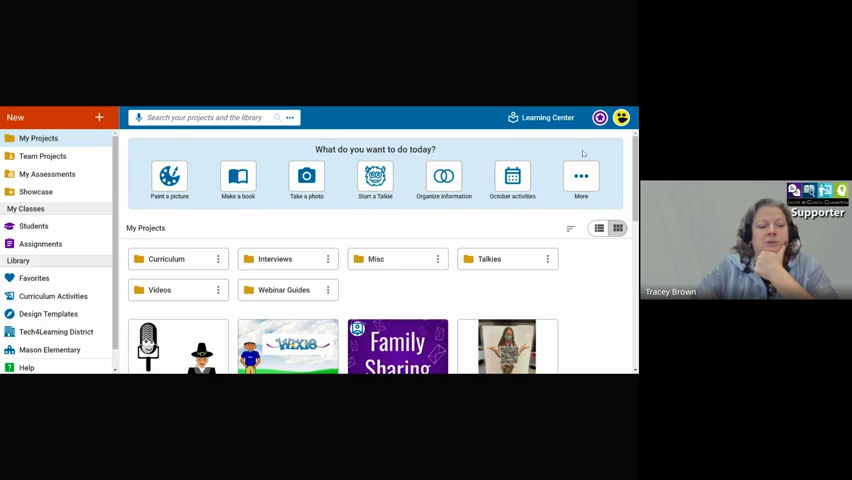 New +
Search your projects and the library
Learning Center
My Projects
Team Projects
My Assessments
Showcase
My Classes
Students
Assignments
Library
Favorites
Curriculum Activities
Design Templates
Tech4Learning District
Mason Elementary
Help
What do you want to do today?
Paint a picture
Make a book
Take a photo
Start a Talkie
Organize information
October activities
More
My Projects
Curriculum
Interviews
Misc
Talkies
Videos
Webinar Guides
Wixie
Family
Sharing
Supporter
Tracey Brown